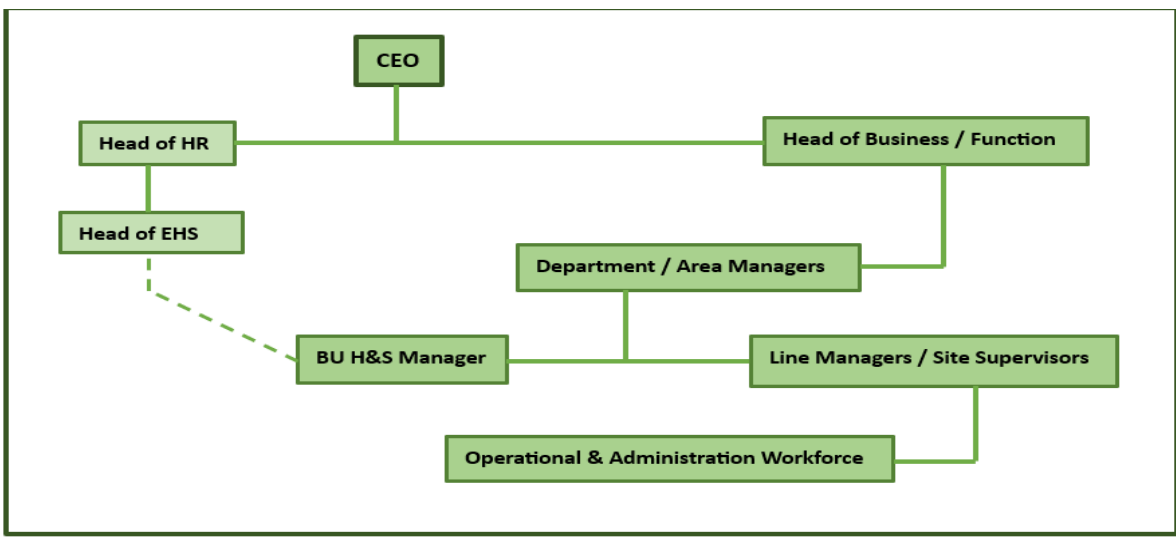 CEO
Head of HR
Head of Business / Function
Head of EHS
Department / Area Managers
BU H&S Manager
Line Managers / Site Supervisors
Operational & Administration Workforce